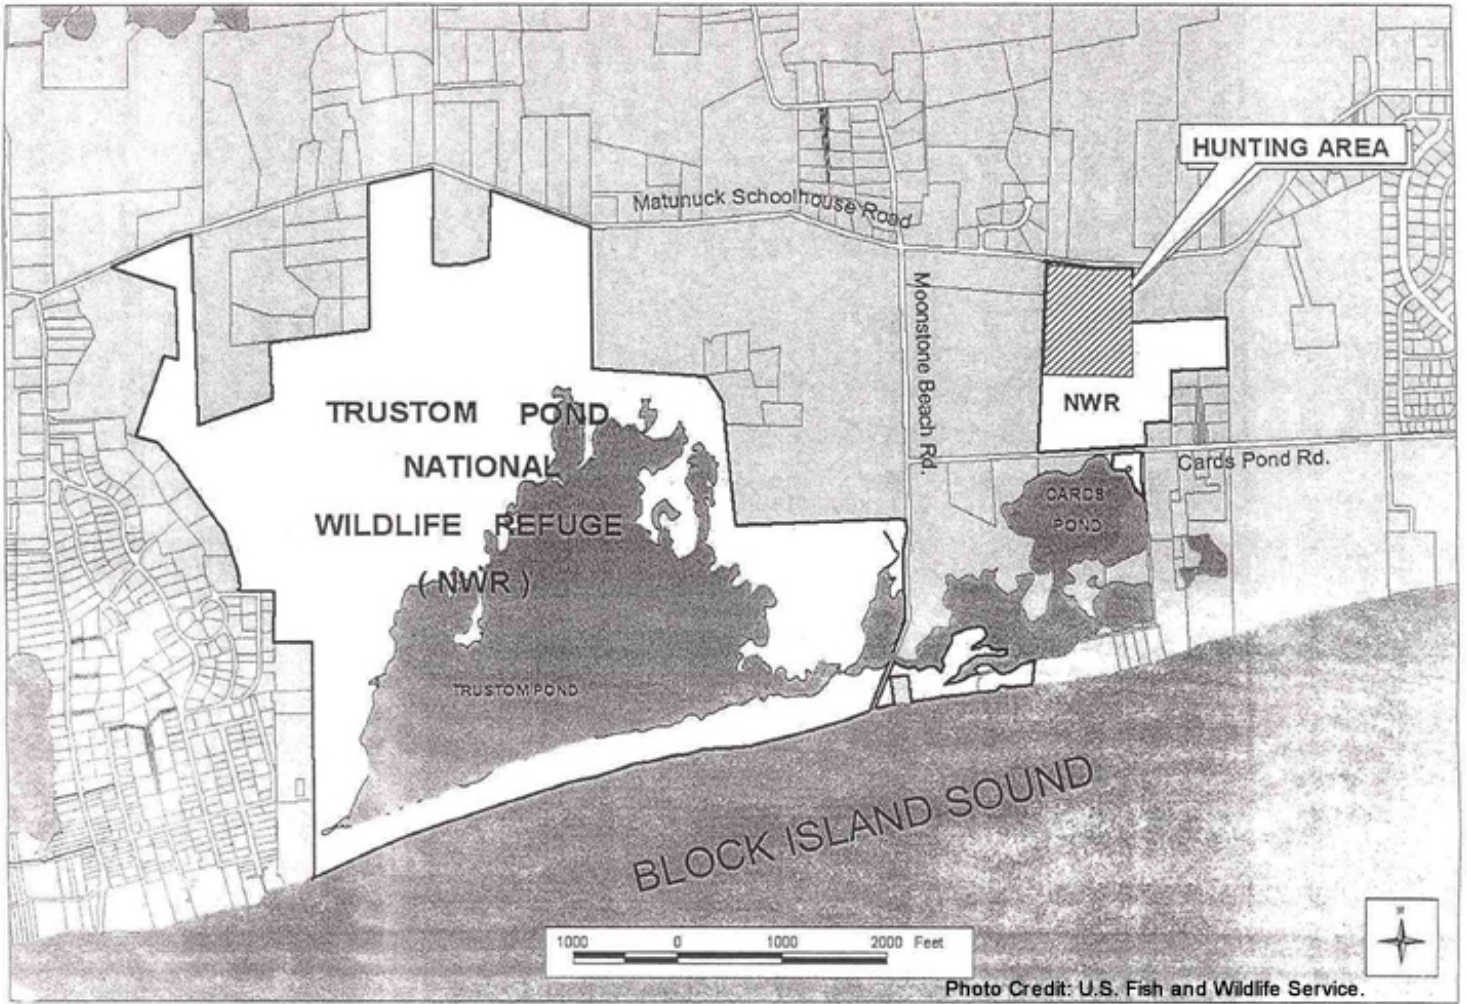 HUNTING AREA
Matunuck Schoolhouse Road
Moonstone Beach Rd.
TRUSTOM POND
NATIONAL
WILDLIFE REFUGE
( NWR )
NWR
Cards Pond Rd.
CARDS
POND
TRUSTOM POND
BLOCK ISLAND SOUND
1000 0 1000 2000 Feet
N
Photo Credit: U.S. Fish and Wildlife Service.